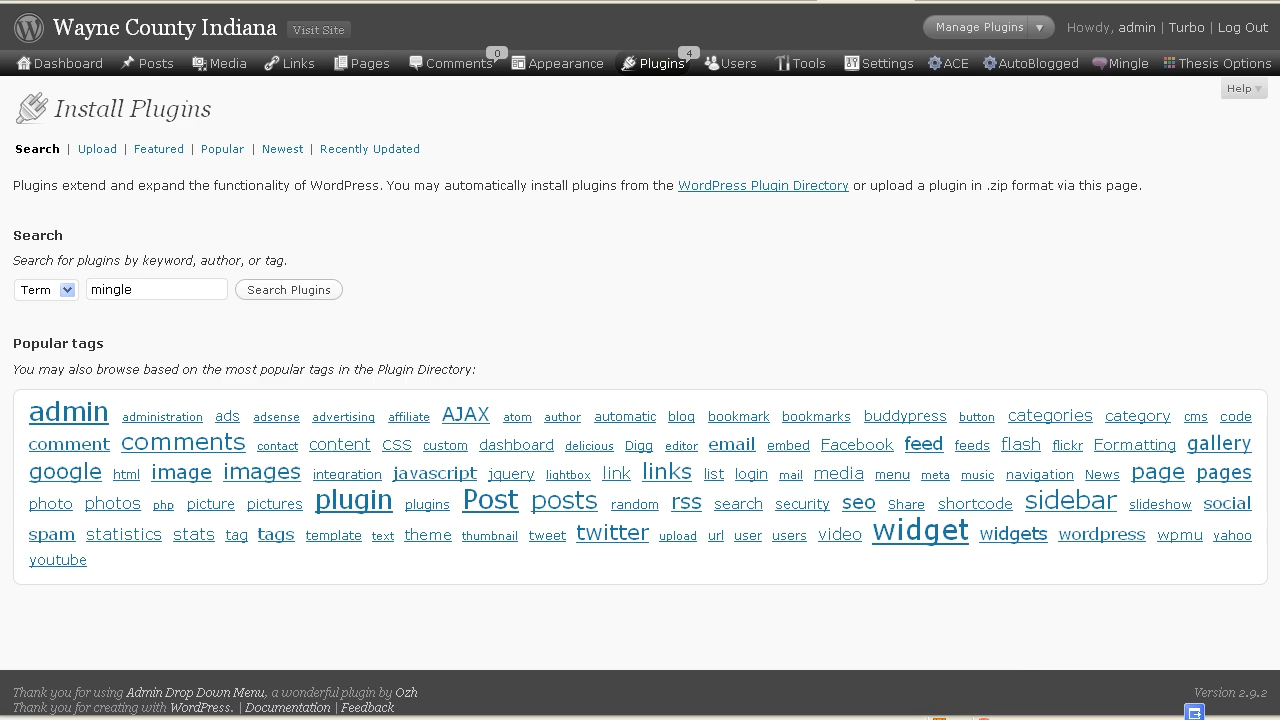 Wayne County Indiana Visit Site Manage Plugins Howdy, admin | Turbo | Log Out
Dashboard Posts Media Links Pages Comments 0 Appearance Plugins 4 Users Tools Settings ACE AutoBlogged Mingle Thesis Options
Help
Install Plugins
Search | Upload | Featured | Popular | Newest | Recently Updated
Plugins extend and expand the functionality of WordPress. You may automatically install plugins from the WordPress Plugin Directory or upload a plugin in .zip format via this page.
Search
Search for plugins by keyword, author, or tag.
Term mingle Search Plugins
Popular tags
You may also browse based on the most popular tags in the Plugin Directory:
admin administration ads adsense advertising affiliate AJAX atom author automatic blog bookmark bookmarks buddypress button categories category cms code
comment comments contact content css custom dashboard delicious Digg editor email embed Facebook feed feeds flash flickr Formatting gallery
google html image images integration javascript jquery lightbox link links list login mail media menu meta music navigation News page pages
photo photos php picture pictures plugin plugins Post posts random rss search security seo Share shortcode sidebar slideshow social
spam statistics stats tag tags template text theme thumbnail tweet twitter upload url user users video widget widgets wordpress wpmu yahoo
youtube
Thank you for using Admin Drop Down Menu, a wonderful plugin by Ozh Version 2.9.2
Thank you for creating with WordPress. | Documentation | Feedback